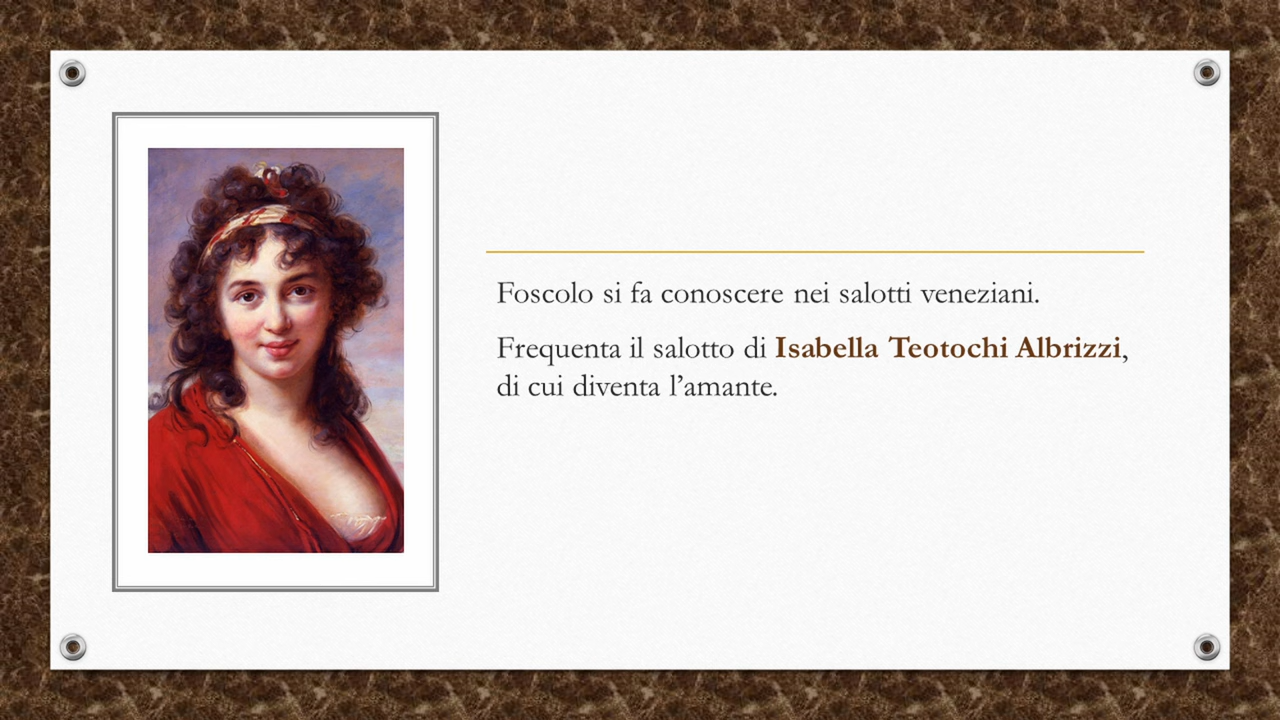 Foscolo si fa conoscere nei salotti veneziani.
Frequenta il salotto di Isabella Teotochi Albrizzi,
di cui diventa l’amante.